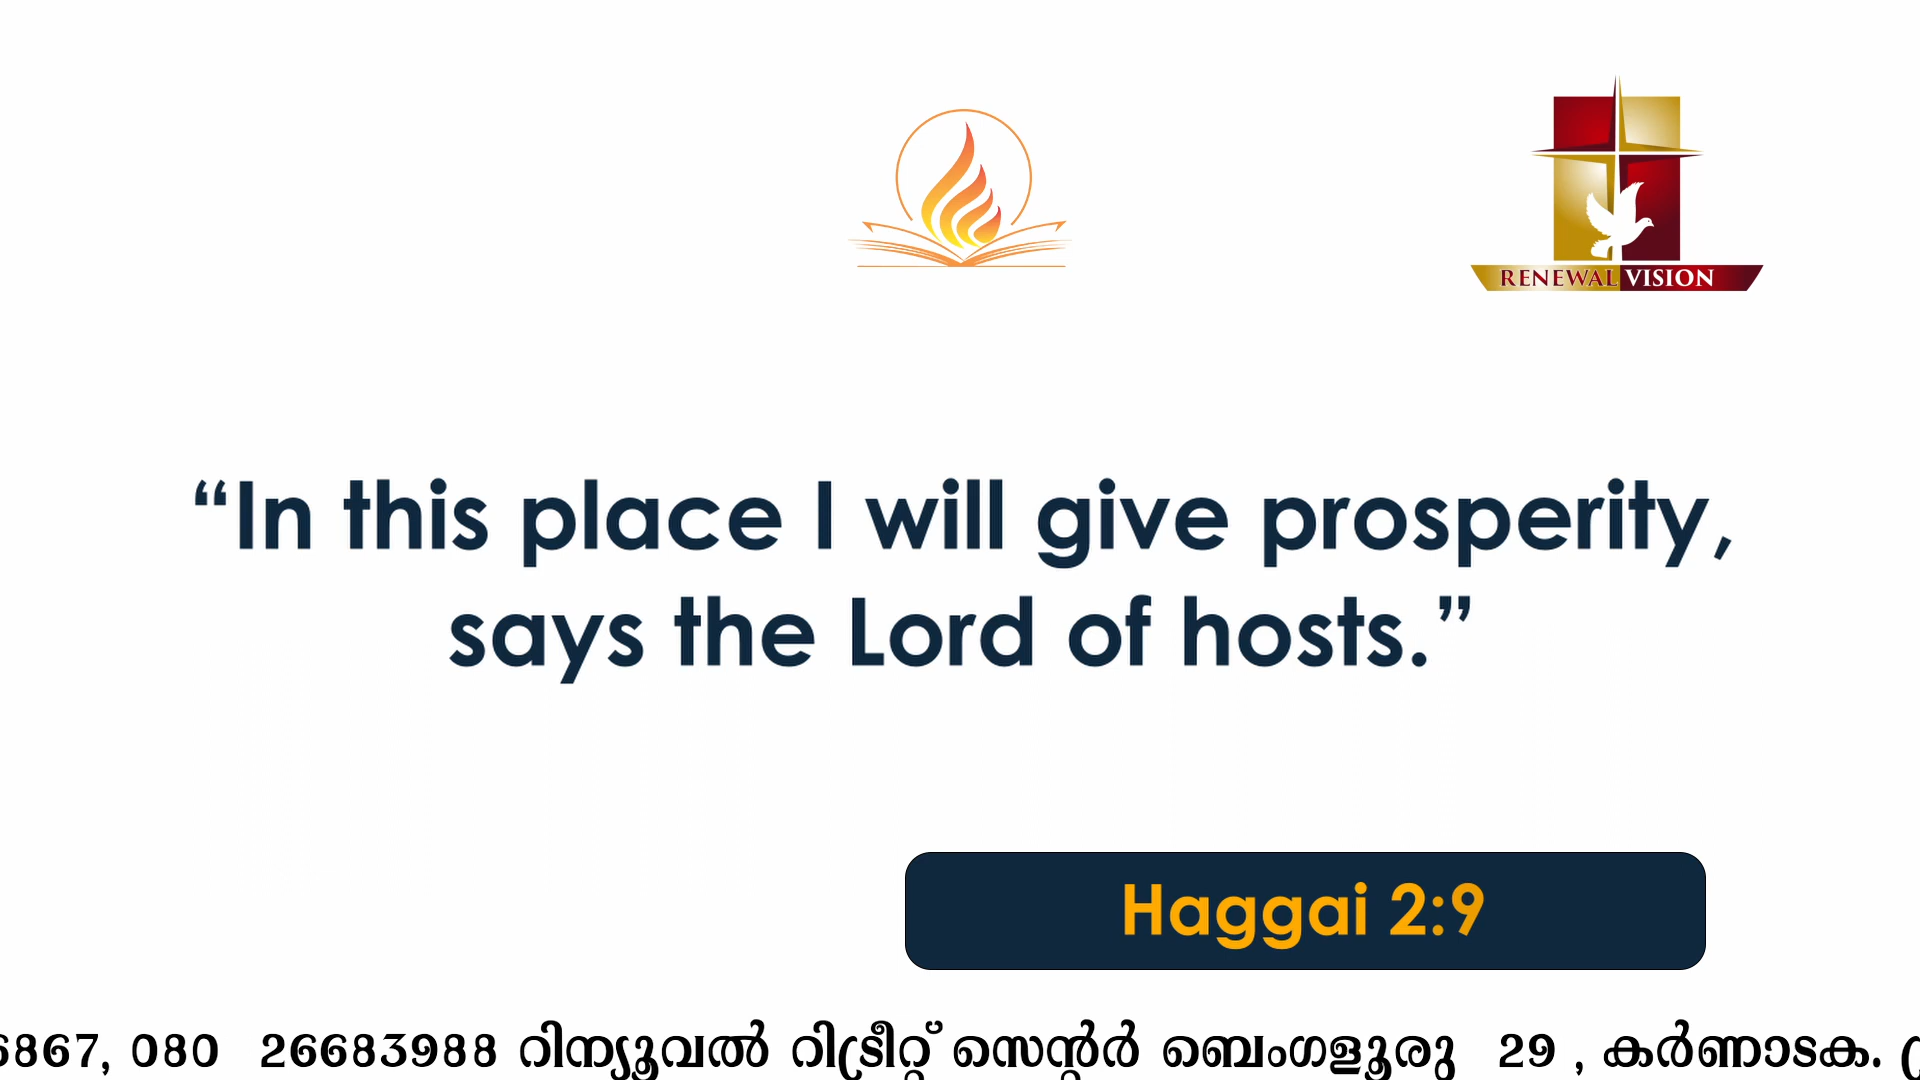 RENEWAL VISION
“In this place I will give prosperity,
says the Lord of hosts.”
Haggai 2:9
6867, 080 26683988 റിന്യൂവൽ റിട്രീറ്റ് സെന്റർ ബെംഗളൂരു 29 , കർണാടക.